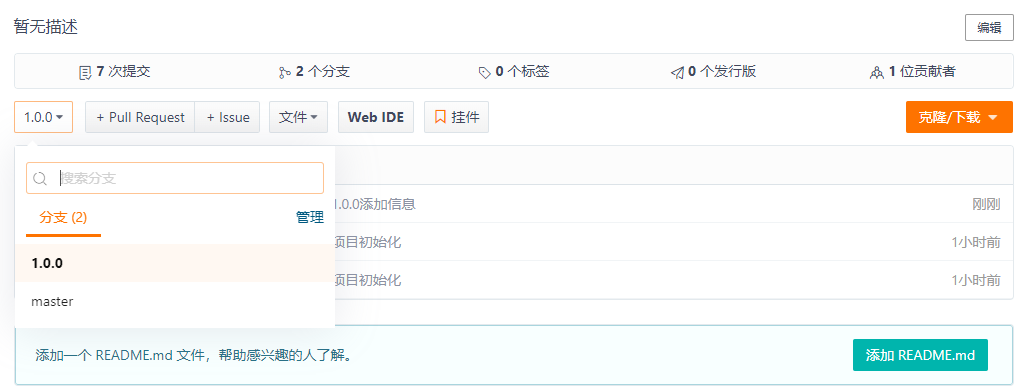 暂无描述 编辑
7 次提交 2 个分支 0 个标签 0 个发行版 1 位贡献者
1.0.0 + Pull Request + Issue 文件 Web IDE 挂件 克隆/下载
搜索分支
1.0.0添加信息 刚刚
分支 (2) 管理
项目初始化 1小时前
1.0.0
项目初始化 1小时前
master
添加一个 README.md 文件，帮助感兴趣的人了解。 添加 README.md